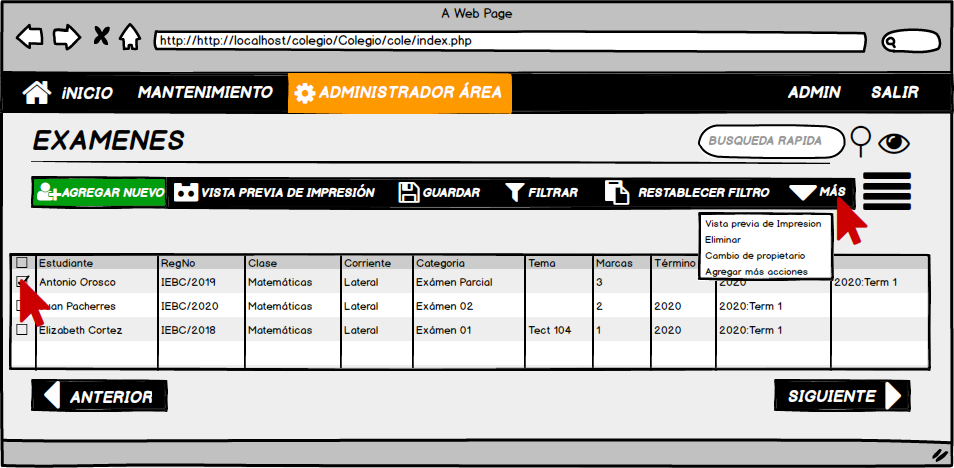 A Web Page
http://http://localhost/colegio/Colegio/cole/index.php
iNICIO MANTENIMIENTO ADMINISTRADOR ÁREA ADMIN SALIR
EXAMENES BUSQUEDA RAPIDA
AGREGAR NUEVO VISTA PREVIA DE IMPRESIÓN GUARDAR FILTRAR RESTABLECER FILTRO MÁS
Vista previa de Impresion
Eliminar
Cambio de propietario
Agregar más acciones
Estudiante RegNo Clase Corriente Categoria Tema Marcas Término
Antonio Orosco IEBC/2019 Matemáticas Lateral Exámen Parcial 3 2020 2020:Term 1
Pacherres IEBC/2020 Matemáticas Lateral Exámen 02 2 2020 2020:Term 1
Elizabeth Cortez IEBC/2018 Matemáticas Lateral Exámen 01 Tect 104 1 2020 2020:Term 1
ANTERIOR SIGUIENTE